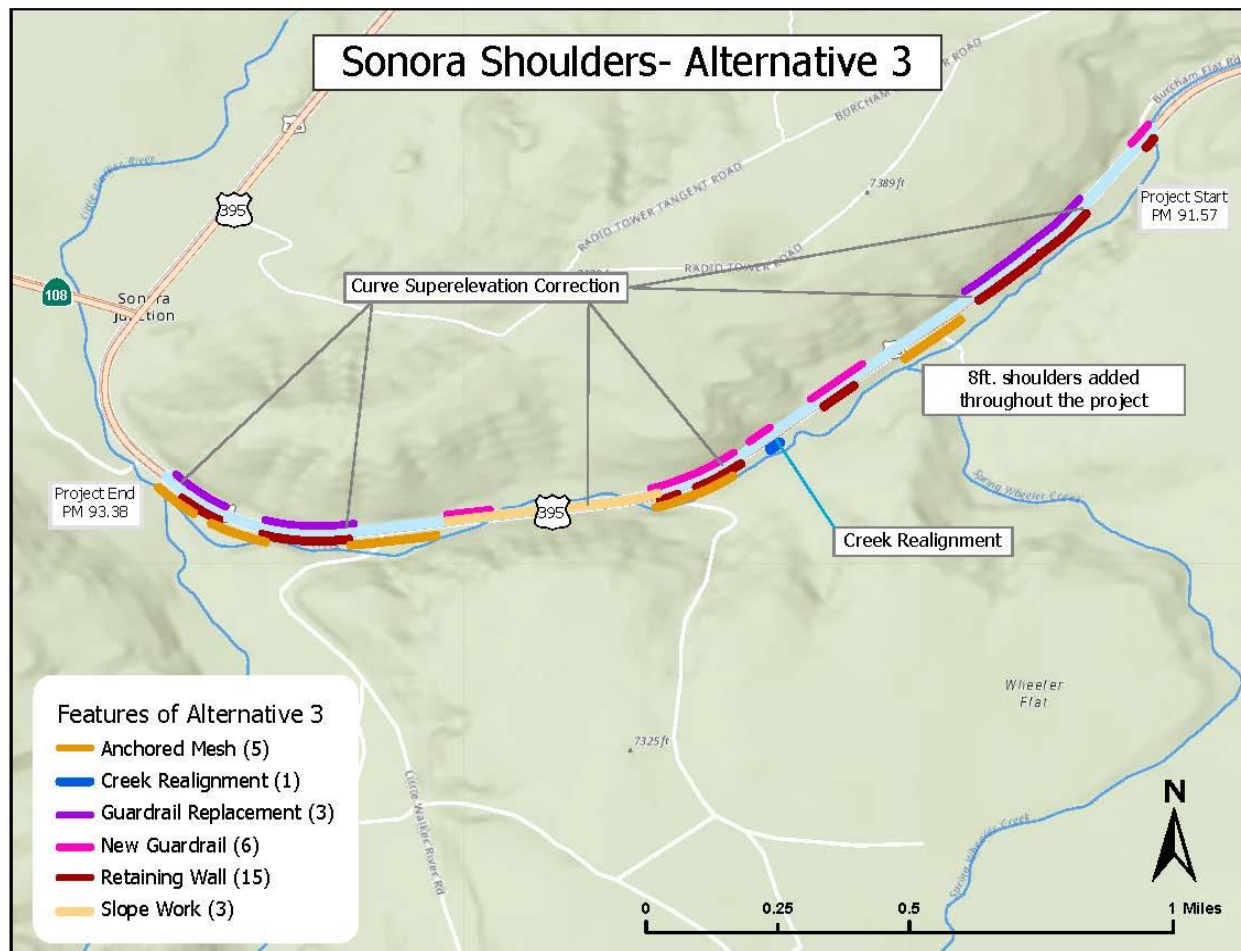 Sonora Shoulders- Alternative 3
Burcham Flat Rd
BURCHAM
ROAD
Little Walker River
395
7389 ft
RADIO TOWER TANGENT ROAD
Project Start
PM 91.57
RADIO TOWER ROAD
Curve Superelevation Correction
108
Sonora
Junction
8ft. shoulders added
throughout the project
Project End
PM 93.38
395
Spring Wheeler Creek
Creek Realignment
Wheeler
Flat
7325 ft
Little Walker River Rd
Spring Wheeler Creek
Features of Alternative 3
Anchored Mesh (5)
Creek Realignment (1)
Guardrail Replacement (3)
New Guardrail (6)
Retaining Wall (15)
Slope Work (3)
N
0 0.25 0.5 1 Miles